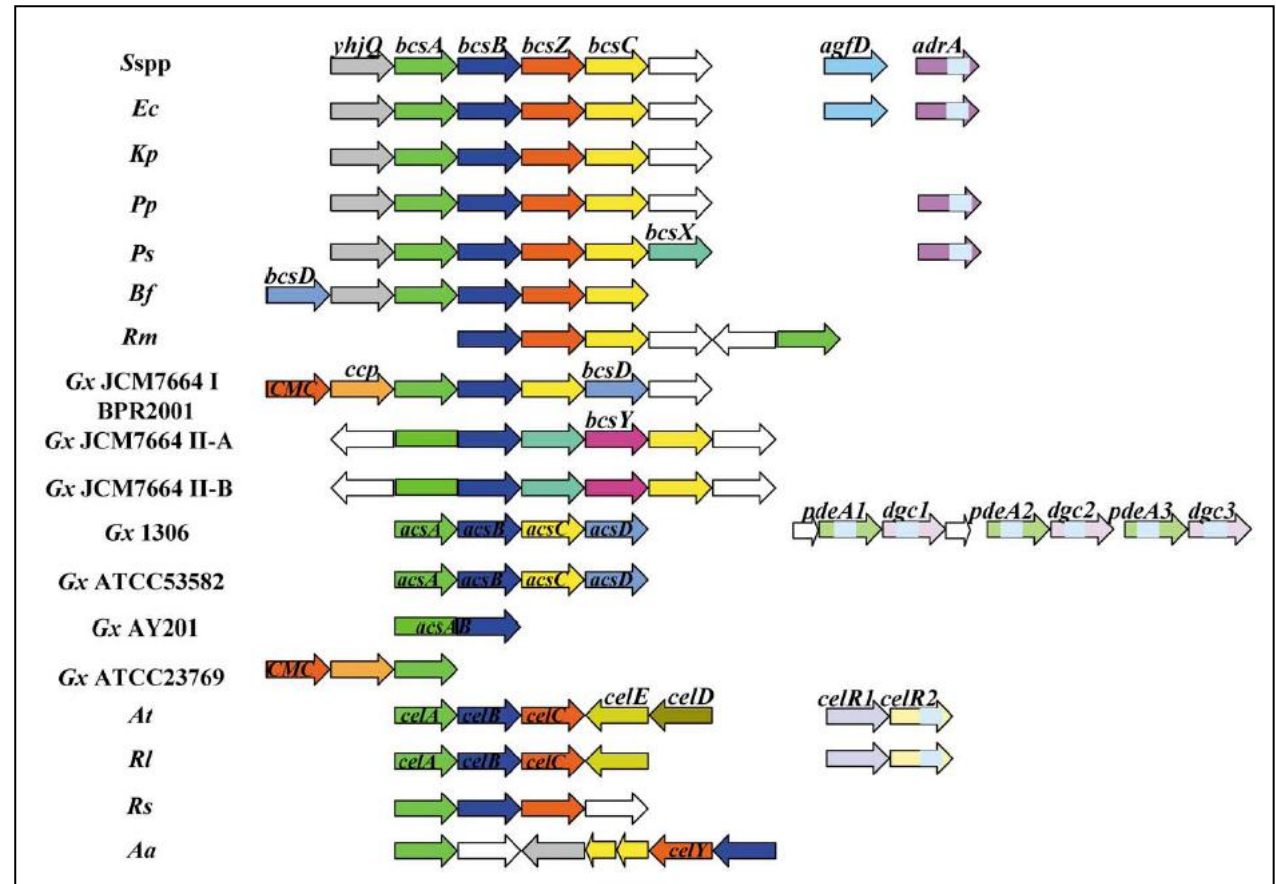 yhjQ bcsA bcsB bcsZ bcsC agfD adrA
Sspp
Ec
Kp
Pp
bcsX
Ps
bcsD
Bf
Rm
ccp bcsD
Gx JCM7664 I CMC
BPR2001
bcsY
Gx JCM7664 II-A
Gx JCM7664 II-B
pdeA1 dgc1 pdeA2 dgc2 pdeA3 dgc3
Gx 1306 acsA acsB acsC acsD
Gx ATCC53582 acsA acsB acsC acsD
Gx AY201 acsAB
Gx ATCC23769 CMC
celE celD celR1 celR2
At celA celB celC
Rl celA celB celC
Rs
Aa celY